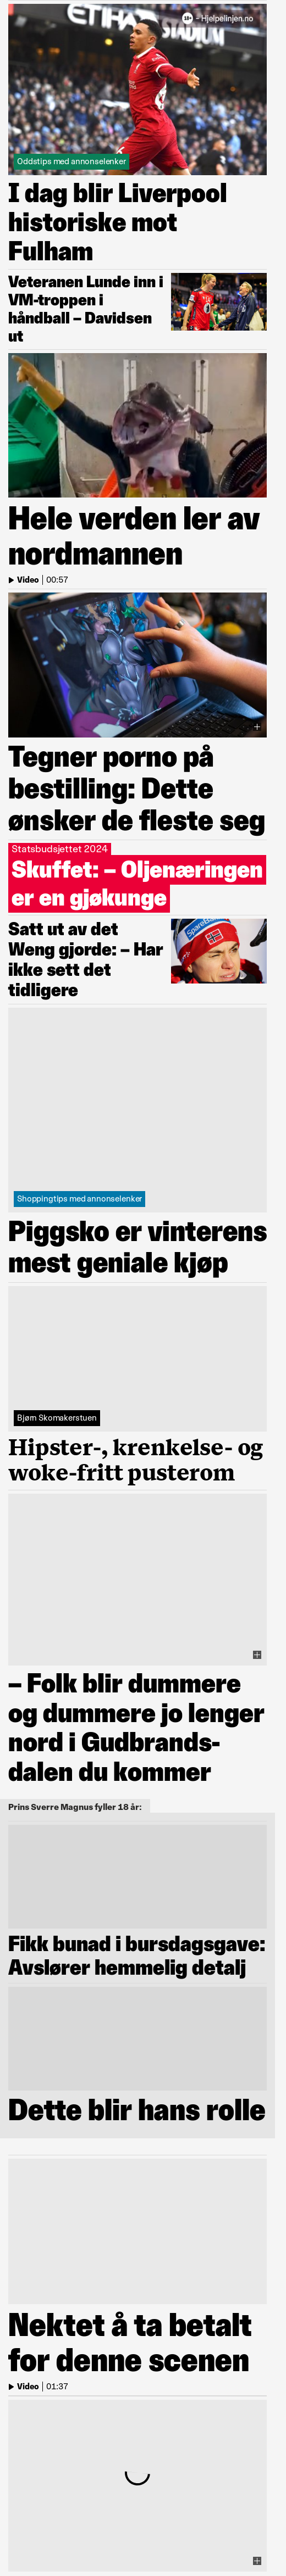 ETIHAD STADIUM
18+ – Hjelpelinjen.no
Oddstips med annonselenker
I dag blir Liverpool
historiske mot
Fulham
Veteranen Lunde inn i
VM-troppen i
håndball – Davidsen
ut
Hele verden ler av
nordmannen
Video | 00:57
Tegner porno på
bestilling: Dette
ønsker de fleste seg
Statsbudsjettet 2024
Skuffet: – Oljenæringen
er en gjøkunge
Satt ut av det
Weng gjorde: – Har
ikke sett det
tidligere
Shoppingtips med annonselenker
Piggsko er vinterens
mest geniale kjøp
Bjørn Skomakerstuen
Hipster-, krenkelse- og
woke-fritt pusterom
– Folk blir dummere
og dummere jo lenger
nord i Gudbrands-
dalen du kommer
Prins Sverre Magnus fyller 18 år:
Fikk bunad i bursdagsgave:
Avslører hemmelig detalj
Dette blir hans rolle
Nektet å ta betalt
for denne scenen
Video | 01:37